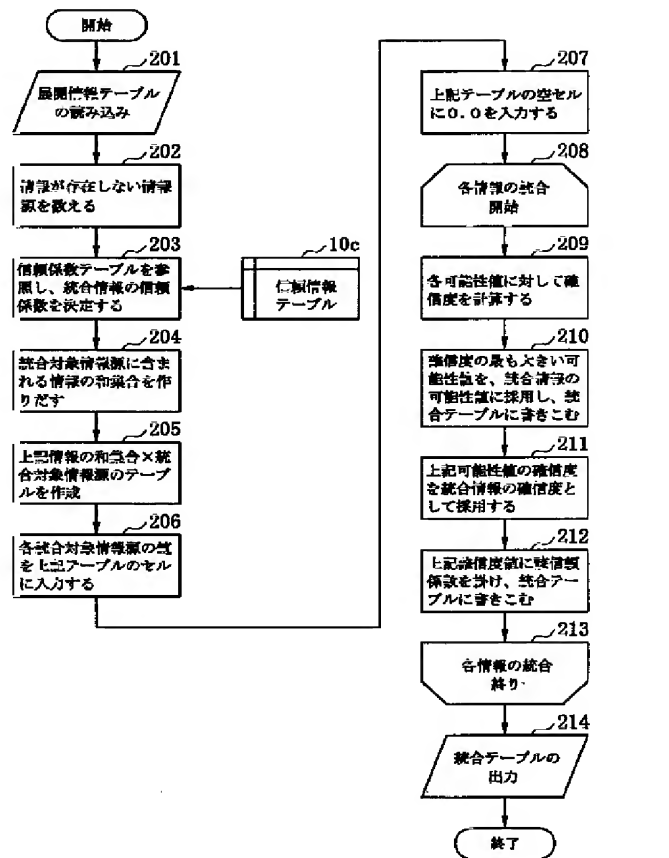 開始
201
展開情報テーブル
の読み込み
202
情報が存在しない情報
源を数える
203
信頼係数テーブルを参
照し、統合情報の信頼
係数を決定する
10c
信頼情報
テーブル
204
統合対象情報源に含ま
れる情報の和集合を作
りだす
205
上記情報の和集合×統
合対象情報源のテーブ
ルを作成
206
各統合対象情報源の値
を上記テーブルのセル
に入力する
207
上記テーブルの空セル
に0.0を入力する
208
各情報の統合
開始
209
各可能性値に対して確
信度を計算する
210
確信度の最も大きい可
能性値を、統合情報の
可能性値に採用し、統
合テーブルに書きこむ
211
上記可能性値の確信度
を統合情報の確信度と
して採用する
212
上記確信度値に信頼
係数を掛け、統合テー
ブルに書きこむ
213
各情報の統合
終り
214
統合テーブルの
出力
終了